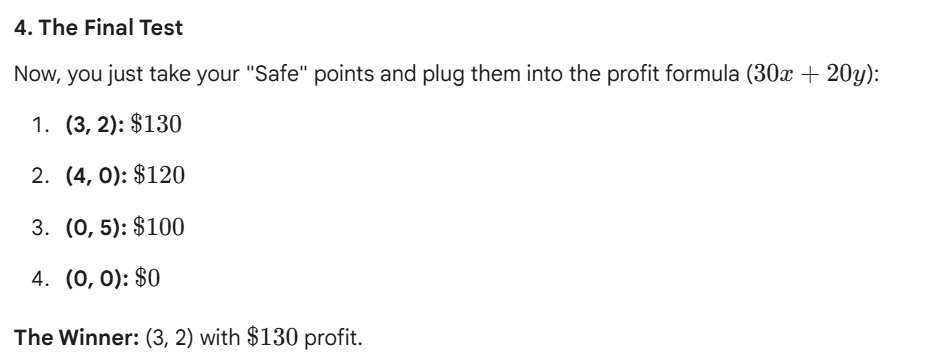 4. The Final Test
Now, you just take your "Safe" points and plug them into the profit formula (30x + 20y):
1. (3, 2): $130
2. (4, 0): $120
3. (0, 5): $100
4. (0, 0): $0
The Winner: (3, 2) with $130 profit.